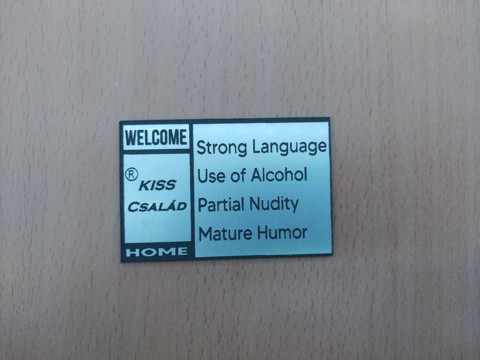 WELCOME
® KISS
CSALÁD
HOME
Strong Language
Use of Alcohol
Partial Nudity
Mature Humor